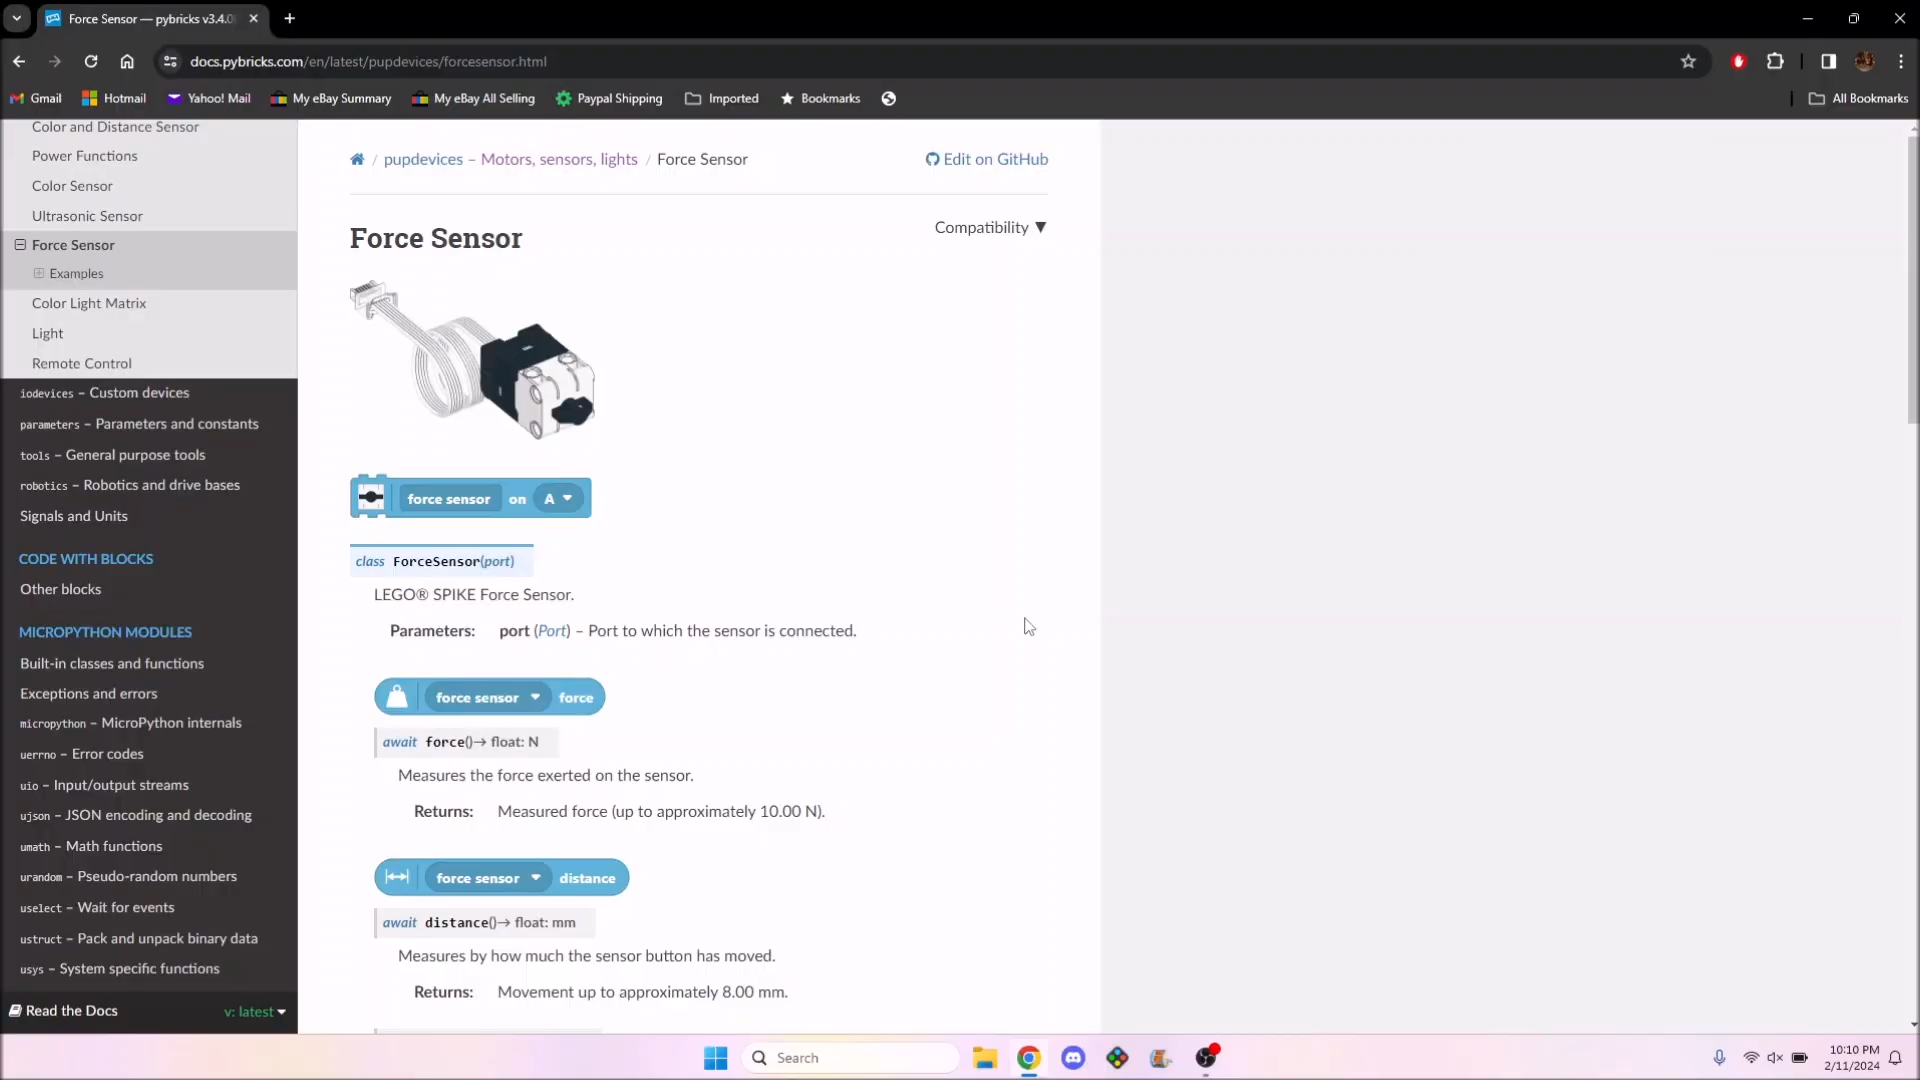 Force Sensor — pybricks v3.4.0
docs.pybricks.com/en/latest/pupdevices/forcesensor.html
Gmail
Hotmail
Yahoo! Mail
My eBay Summary
My eBay All Selling
Paypal Shipping
Imported
Bookmarks
All Bookmarks
Color and Distance Sensor
Power Functions
Color Sensor
Ultrasonic Sensor
Force Sensor
Examples
Color Light Matrix
Light
Remote Control
iodevices – Custom devices
parameters – Parameters and constants
tools – General purpose tools
robotics – Robotics and drive bases
Signals and Units
CODE WITH BLOCKS
Other blocks
MICROPYTHON MODULES
Built-in classes and functions
Exceptions and errors
micropython – MicroPython internals
uerrno – Error codes
uio – Input/output streams
ujson – JSON encoding and decoding
umath – Math functions
urandom – Pseudo-random numbers
uselect – Wait for events
ustruct – Pack and unpack binary data
usys – System specific functions
Read the Docs
v: latest
/ pupdevices – Motors, sensors, lights / Force Sensor
Edit on GitHub
Force Sensor
Compatibility ▼
force sensor on A
class ForceSensor(port)
LEGO® SPIKE Force Sensor.
Parameters: port (Port) – Port to which the sensor is connected.
force sensor force
await force()→ float: N
Measures the force exerted on the sensor.
Returns: Measured force (up to approximately 10.00 N).
force sensor distance
await distance()→ float: mm
Measures by how much the sensor button has moved.
Returns: Movement up to approximately 8.00 mm.
Search
10:10 PM
2/11/2024